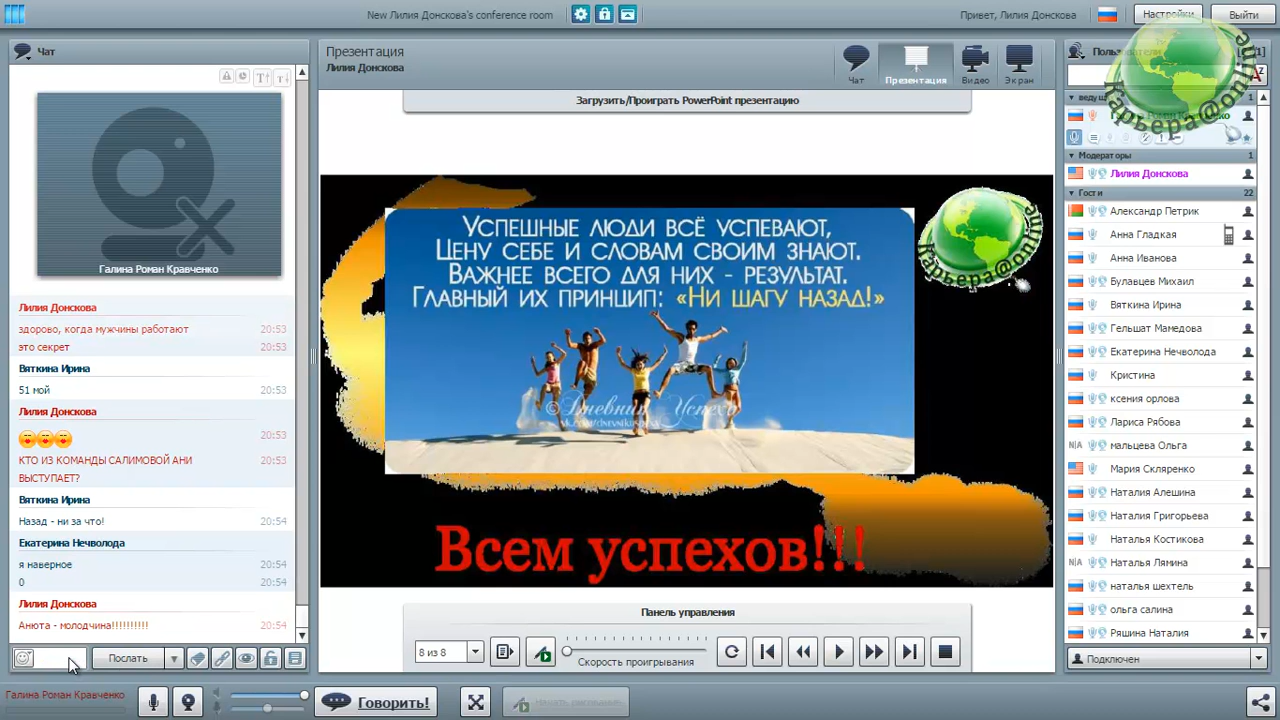 New Лилия Донскова's conference room
Привет, Лилия Донскова
Настройки
Выйти
Чат
Галина Роман Кравченко
Лилия Донскова
здорово, когда мужчины работают 20:53
это секрет 20:53
Вяткина Ирина
51 мой 20:53
Лилия Донскова
20:53
КТО ИЗ КОМАНДЫ САЛИМОВОЙ АНИ 20:53
ВЫСТУПАЕТ?
Вяткина Ирина
Назад - ни за что! 20:54
Екатерина Нечволода
я наверное 20:54
0 20:54
Лилия Донскова
Анюта - молодчина!!!!!!!!!! 20:54
Послать
Галина Роман Кравченко
Говорить!
Презентация
Лилия Донскова
Чат
Презентация
Видео
Экран
Загрузить/Проиграть PowerPoint презентацию
Успешные люди всё успевают,
Цену себе и словам своим знают.
Важнее всего для них - результат.
Главный их принцип: «Ни шагу назад!»
©Дневник Успеха
Карьера@online
Всем успехов!!!
Панель управления
8 из 8
Скорость проигрывания
Карьера@online
Модераторы 1
Лилия Донскова
Гости 22
Александр Петрик
Анна Гладкая
Анна Иванова
Булавцев Михаил
Вяткина Ирина
Гельшат Мамедова
Екатерина Нечволода
Кристина
ксения орлова
Лариса Рябова
N/A мальцева Ольга
Мария Скляренко
Наталия Алешина
Наталия Григорьева
Наталья Костикова
N/A Наталья Лянина
наталья шехтель
ольга салина
Ряшина Наталия
Подключен